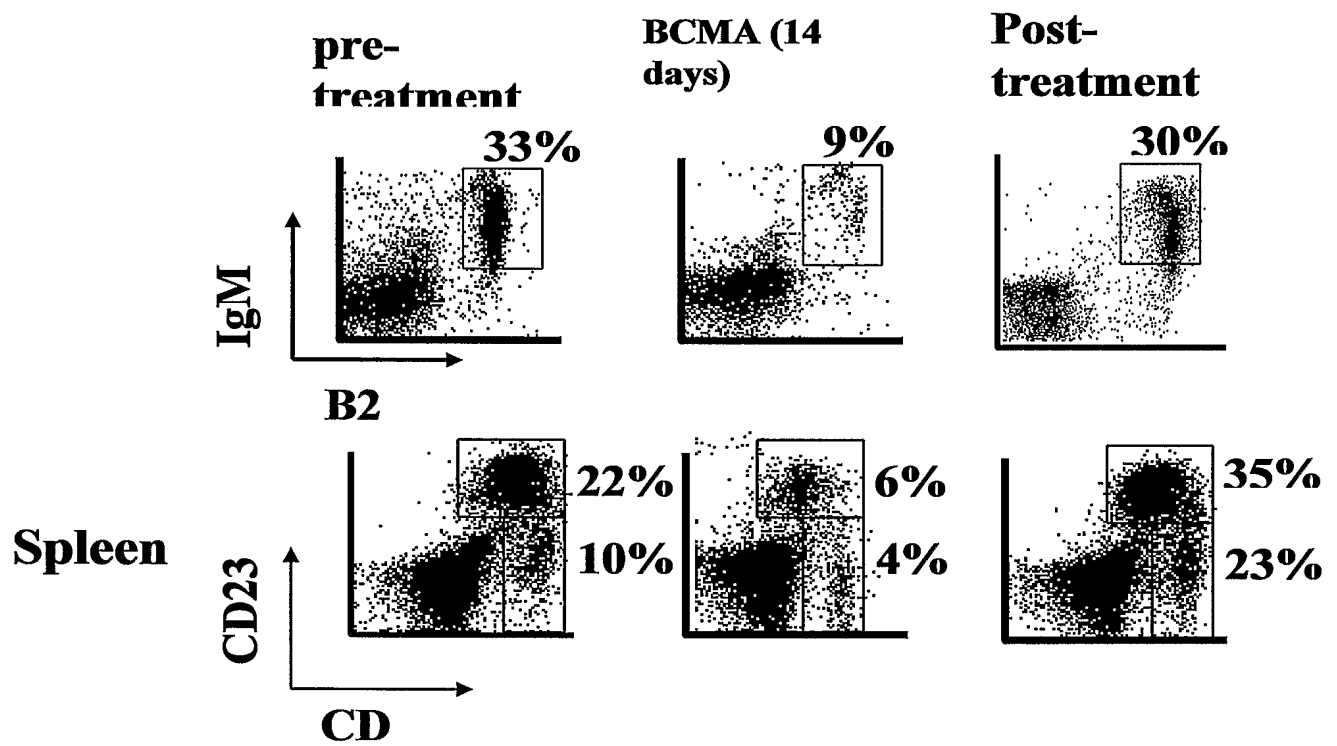 pre-
treatment
BCMA (14
days)
Post-
treatment
33%
9%
30%
IgM
B2
22%
10%
6%
4%
35%
23%
Spleen
CD23
CD